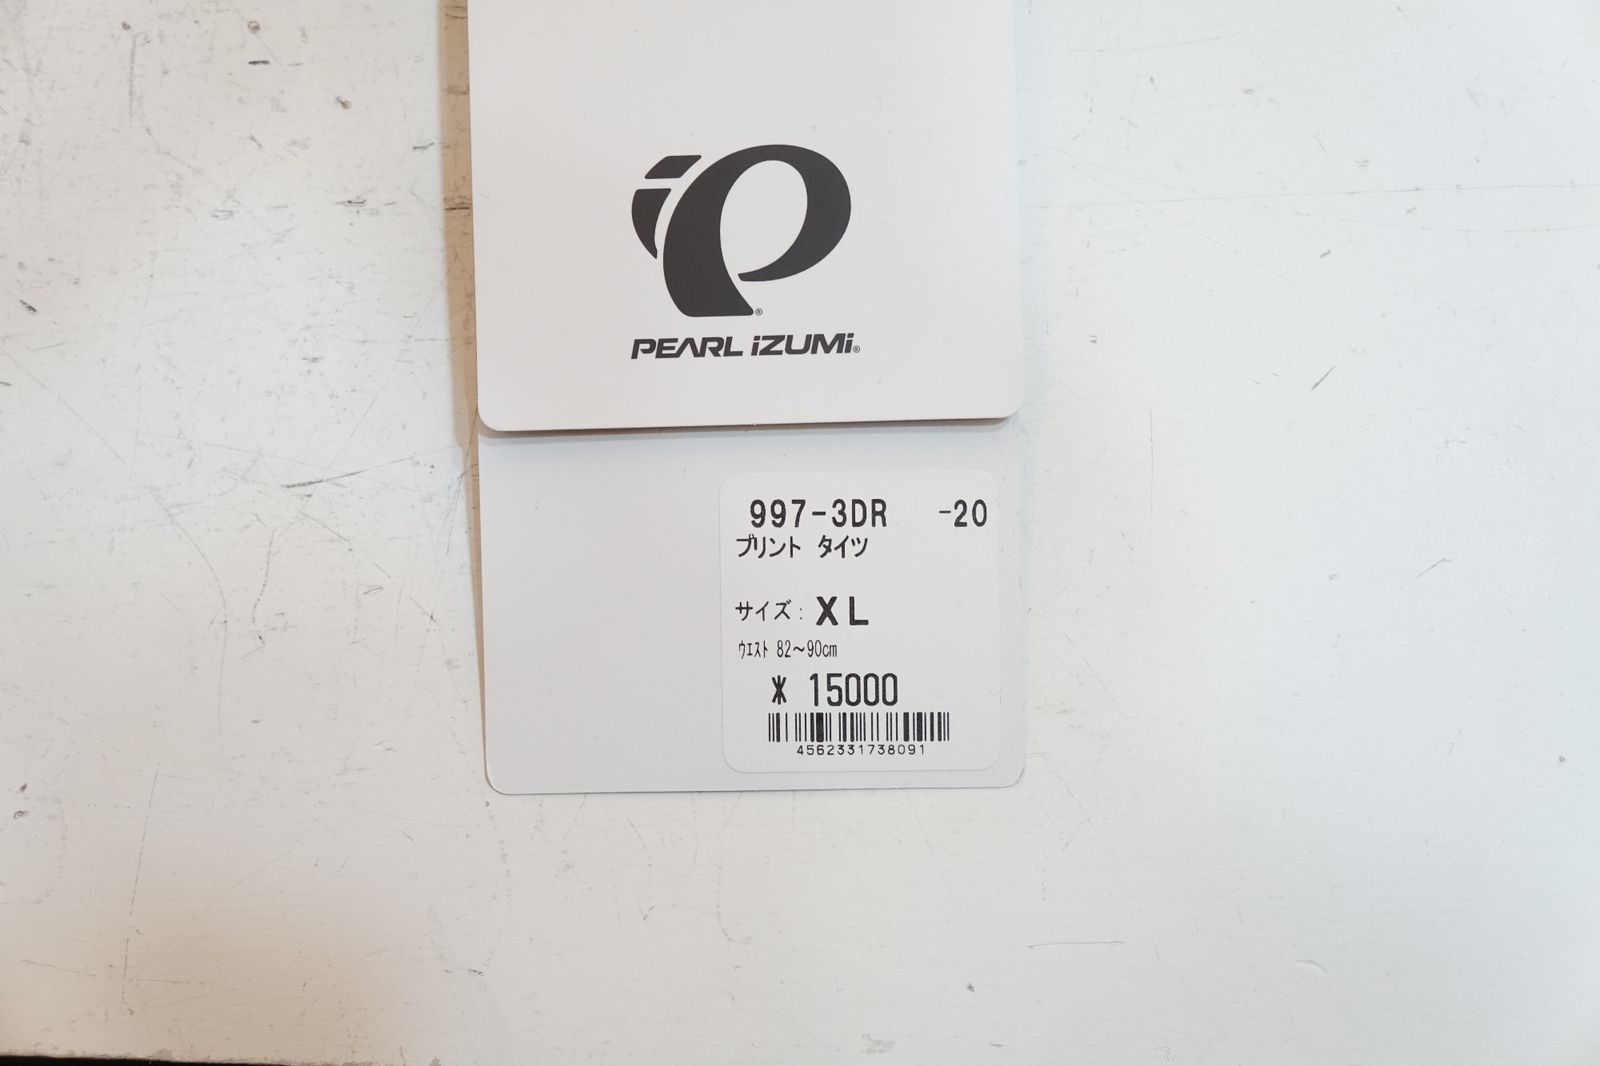 PEARL iZUMi®
997-3DR -20
プリント タイツ
サイズ: XL
ウエスト 82～90cm
¥ 15000
4562331738091